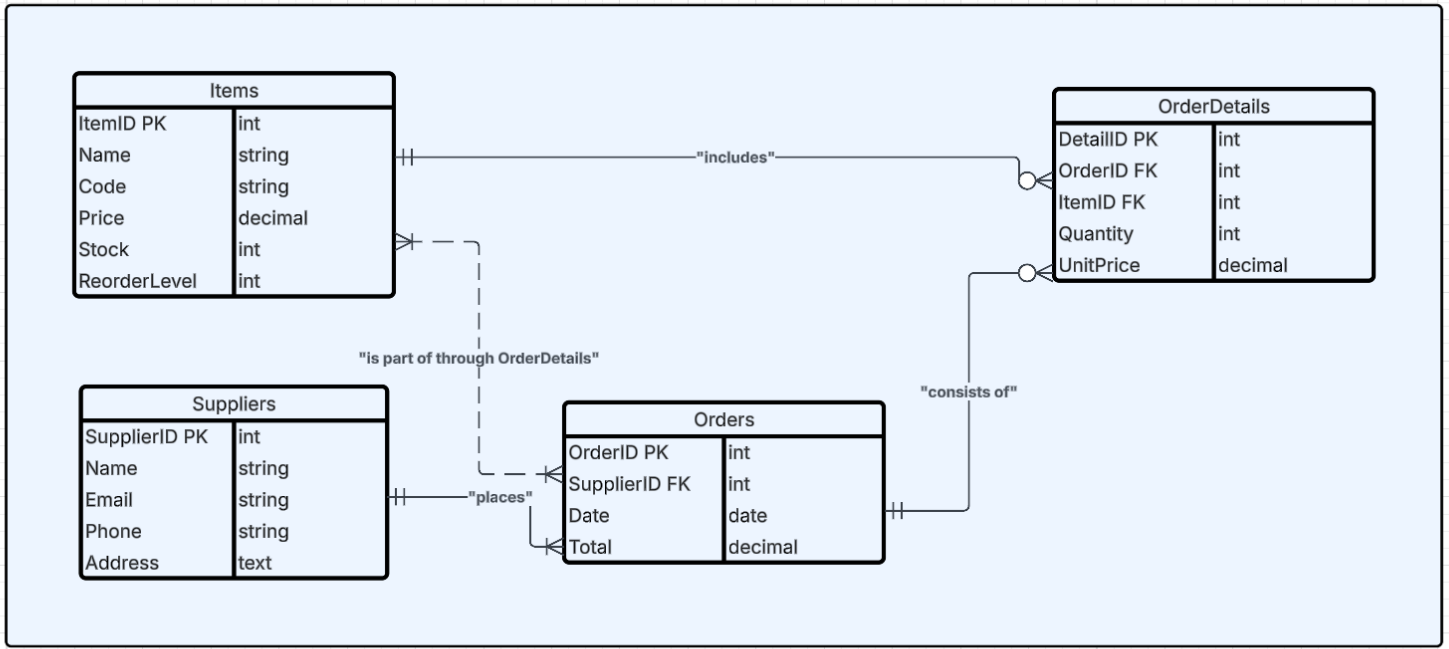 Items
ItemID PK int
Name string
Code string
Price decimal
Stock int
ReorderLevel int
"includes"
OrderDetails
DetailID PK int
OrderID FK int
ItemID FK int
Quantity int
UnitPrice decimal
"is part of through OrderDetails"
"consists of"
Suppliers
SupplierID PK int
Name string
Email string
Phone string
Address text
"places"
Orders
OrderID PK int
SupplierID FK int
Date date
Total decimal